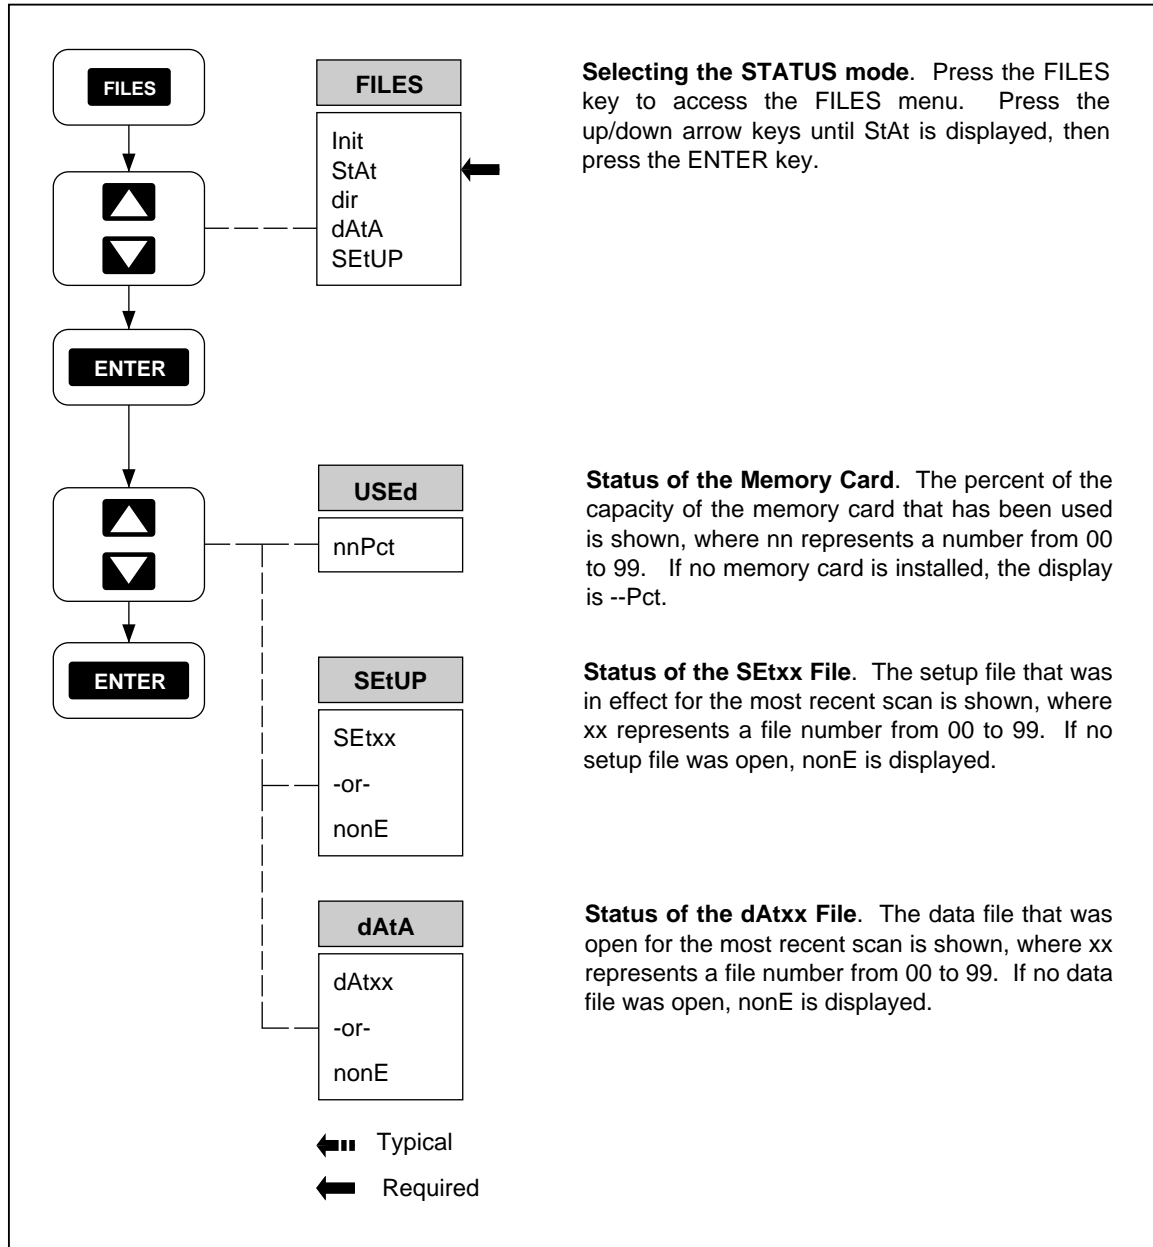 FILES
FILES
Init
StAt
dir
dAtA
SEtUP
Selecting the STATUS mode. Press the FILES
key to access the FILES menu. Press the
up/down arrow keys until StAt is displayed, then
press the ENTER key.
ENTER
USEd
nnPct
Status of the Memory Card. The percent of the
capacity of the memory card that has been used
is shown, where nn represents a number from 00
to 99. If no memory card is installed, the display
is --Pct.
ENTER
SEtUP
SEtxx
-or-
nonE
Status of the SEtxx File. The setup file that was
in effect for the most recent scan is shown, where
xx represents a file number from 00 to 99. If no
setup file was open, nonE is displayed.
dAtA
dAtxx
-or-
nonE
Status of the dAtxx File. The data file that was
open for the most recent scan is shown, where xx
represents a file number from 00 to 99. If no data
file was open, nonE is displayed.
Typical
Required